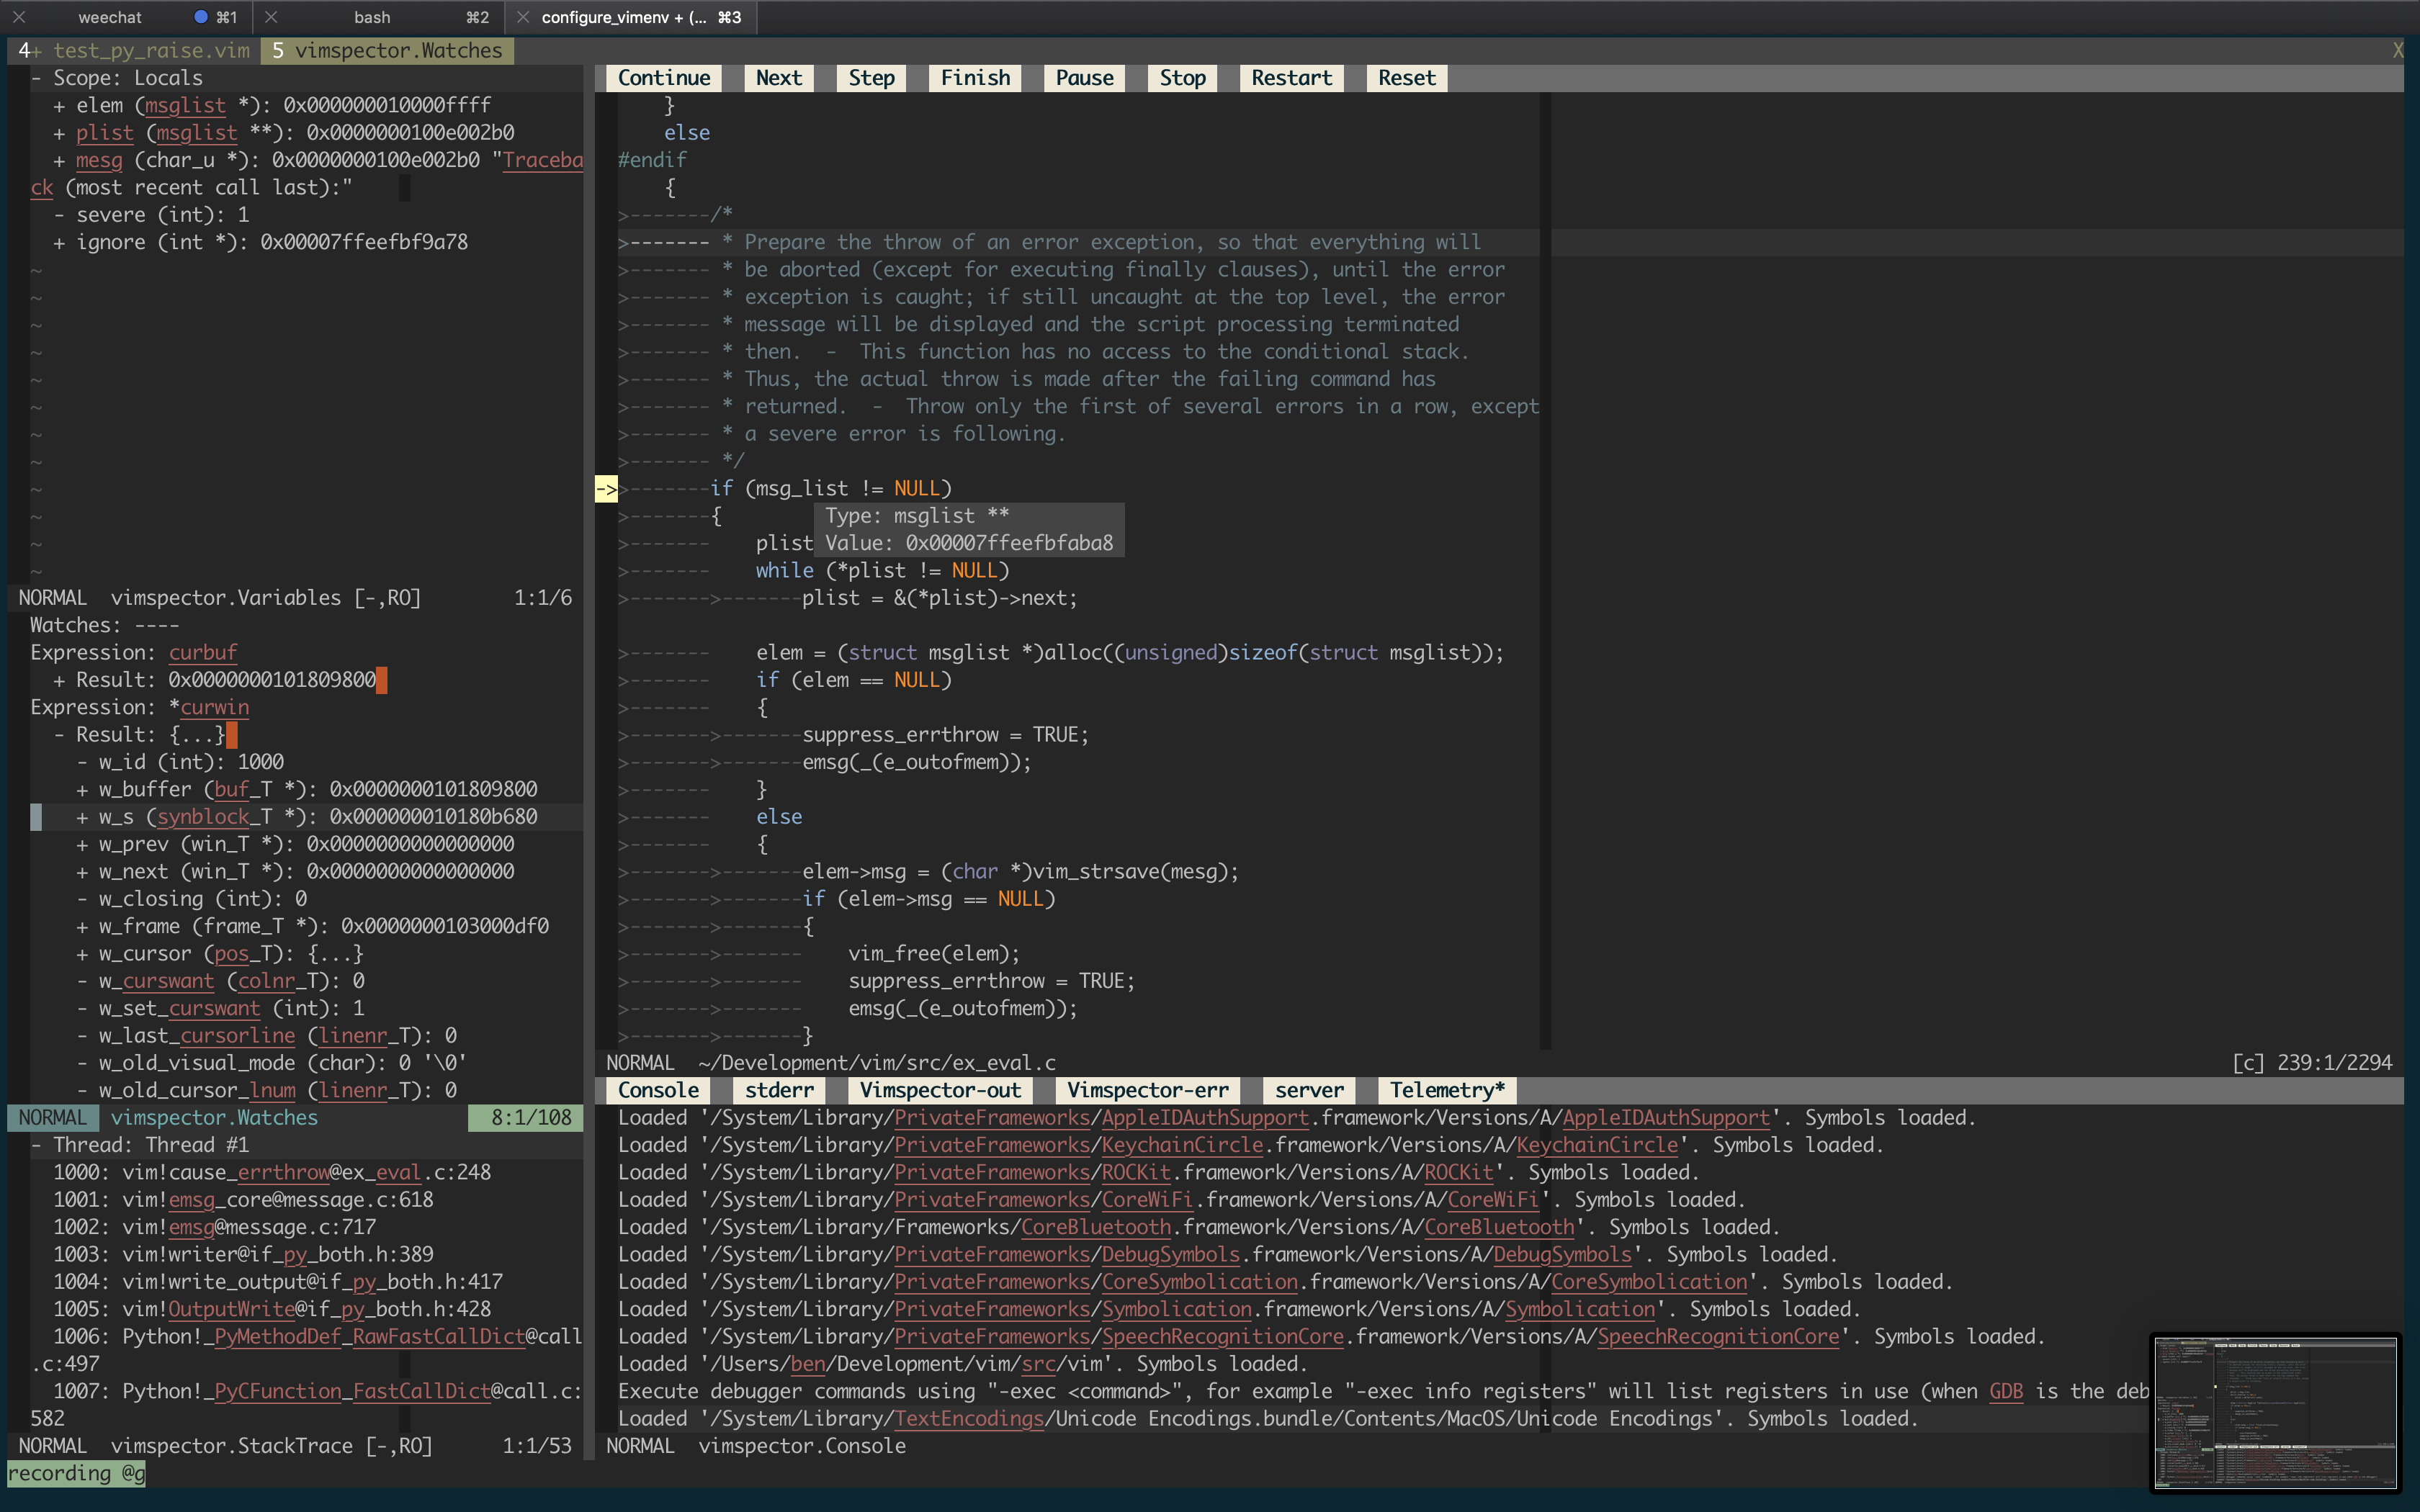 weechat ⌘1 bash ⌘2 configure_vimenv + (... ⌘3
4+ test_py_raise.vim 5 vimspector.Watches X
- Scope: Locals
+ elem (msglist *): 0x000000010000ffff
+ plist (msglist **): 0x0000000100e002b0
+ mesg (char_u *): 0x0000000100e002b0 "Traceba
ck (most recent call last):"
- severe (int): 1
+ ignore (int *): 0x00007ffeefbf9a78
~
~
~
~
~
~
~
~
~
~
~
~
NORMAL vimspector.Variables [-,RO] 1:1/6
Watches: ----
Expression: curbuf
+ Result: 0x0000000101809800
Expression: *curwin
- Result: {...}
- w_id (int): 1000
+ w_buffer (buf_T *): 0x0000000101809800
+ w_s (synblock_T *): 0x000000010180b680
+ w_prev (win_T *): 0x0000000000000000
+ w_next (win_T *): 0x0000000000000000
- w_closing (int): 0
+ w_frame (frame_T *): 0x0000000103000df0
+ w_cursor (pos_T): {...}
- w_curswant (colnr_T): 0
- w_set_curswant (int): 1
- w_last_cursorline (linenr_T): 0
- w_old_visual_mode (char): 0 '\0'
- w_old_cursor_lnum (linenr_T): 0
NORMAL vimspector.Watches 8:1/108
- Thread: Thread #1
1000: vim!cause_errthrow@ex_eval.c:248
1001: vim!emsg_core@message.c:618
1002: vim!emsg@message.c:717
1003: vim!writer@if_py_both.h:389
1004: vim!write_output@if_py_both.h:417
1005: vim!OutputWrite@if_py_both.h:428
1006: Python!_PyMethodDef_RawFastCallDict@call
.c:497
1007: Python!_PyCFunction_FastCallDict@call.c:
582
NORMAL vimspector.StackTrace [-,RO] 1:1/53
recording @g
Continue Next Step Finish Pause Stop Restart Reset
}
else
#endif
{
>-------/*
>------- * Prepare the throw of an error exception, so that everything will
>------- * be aborted (except for executing finally clauses), until the error
>------- * exception is caught; if still uncaught at the top level, the error
>------- * message will be displayed and the script processing terminated
>------- * then.  -  This function has no access to the conditional stack.
>------- * Thus, the actual throw is made after the failing command has
>------- * returned.  -  Throw only the first of several errors in a row, except
>------- * a severe error is following.
>------- */
->>-------if (msg_list != NULL)
>-------{ Type: msglist **
>-------    plist Value: 0x00007ffeefbfaba8
>-------    while (*plist != NULL)
>------->-------plist = &(*plist)->next;
>-------    elem = (struct msglist *)alloc((unsigned)sizeof(struct msglist));
>-------    if (elem == NULL)
>-------    {
>------->-------suppress_errthrow = TRUE;
>------->-------emsg(_(e_outofmem));
>-------    }
>-------    else
>-------    {
>------->-------elem->msg = (char *)vim_strsave(mesg);
>------->-------if (elem->msg == NULL)
>------->-------{
>------->-------    vim_free(elem);
>------->-------    suppress_errthrow = TRUE;
>------->-------    emsg(_(e_outofmem));
>------->-------}
NORMAL ~/Development/vim/src/ex_eval.c [c] 239:1/2294
Console stderr Vimspector-out Vimspector-err server Telemetry*
Loaded '/System/Library/PrivateFrameworks/AppleIDAuthSupport.framework/Versions/A/AppleIDAuthSupport'. Symbols loaded.
Loaded '/System/Library/PrivateFrameworks/KeychainCircle.framework/Versions/A/KeychainCircle'. Symbols loaded.
Loaded '/System/Library/PrivateFrameworks/ROCKit.framework/Versions/A/ROCKit'. Symbols loaded.
Loaded '/System/Library/PrivateFrameworks/CoreWiFi.framework/Versions/A/CoreWiFi'. Symbols loaded.
Loaded '/System/Library/Frameworks/CoreBluetooth.framework/Versions/A/CoreBluetooth'. Symbols loaded.
Loaded '/System/Library/PrivateFrameworks/DebugSymbols.framework/Versions/A/DebugSymbols'. Symbols loaded.
Loaded '/System/Library/PrivateFrameworks/CoreSymbolication.framework/Versions/A/CoreSymbolication'. Symbols loaded.
Loaded '/System/Library/PrivateFrameworks/Symbolication.framework/Versions/A/Symbolication'. Symbols loaded.
Loaded '/System/Library/PrivateFrameworks/SpeechRecognitionCore.framework/Versions/A/SpeechRecognitionCore'. Symbols loaded.
Loaded '/Users/ben/Development/vim/src/vim'. Symbols loaded.
Execute debugger commands using "-exec <command>", for example "-exec info registers" will list registers in use (when GDB is the deb
Loaded '/System/Library/TextEncodings/Unicode Encodings.bundle/Contents/MacOS/Unicode Encodings'. Symbols loaded.
NORMAL vimspector.Console